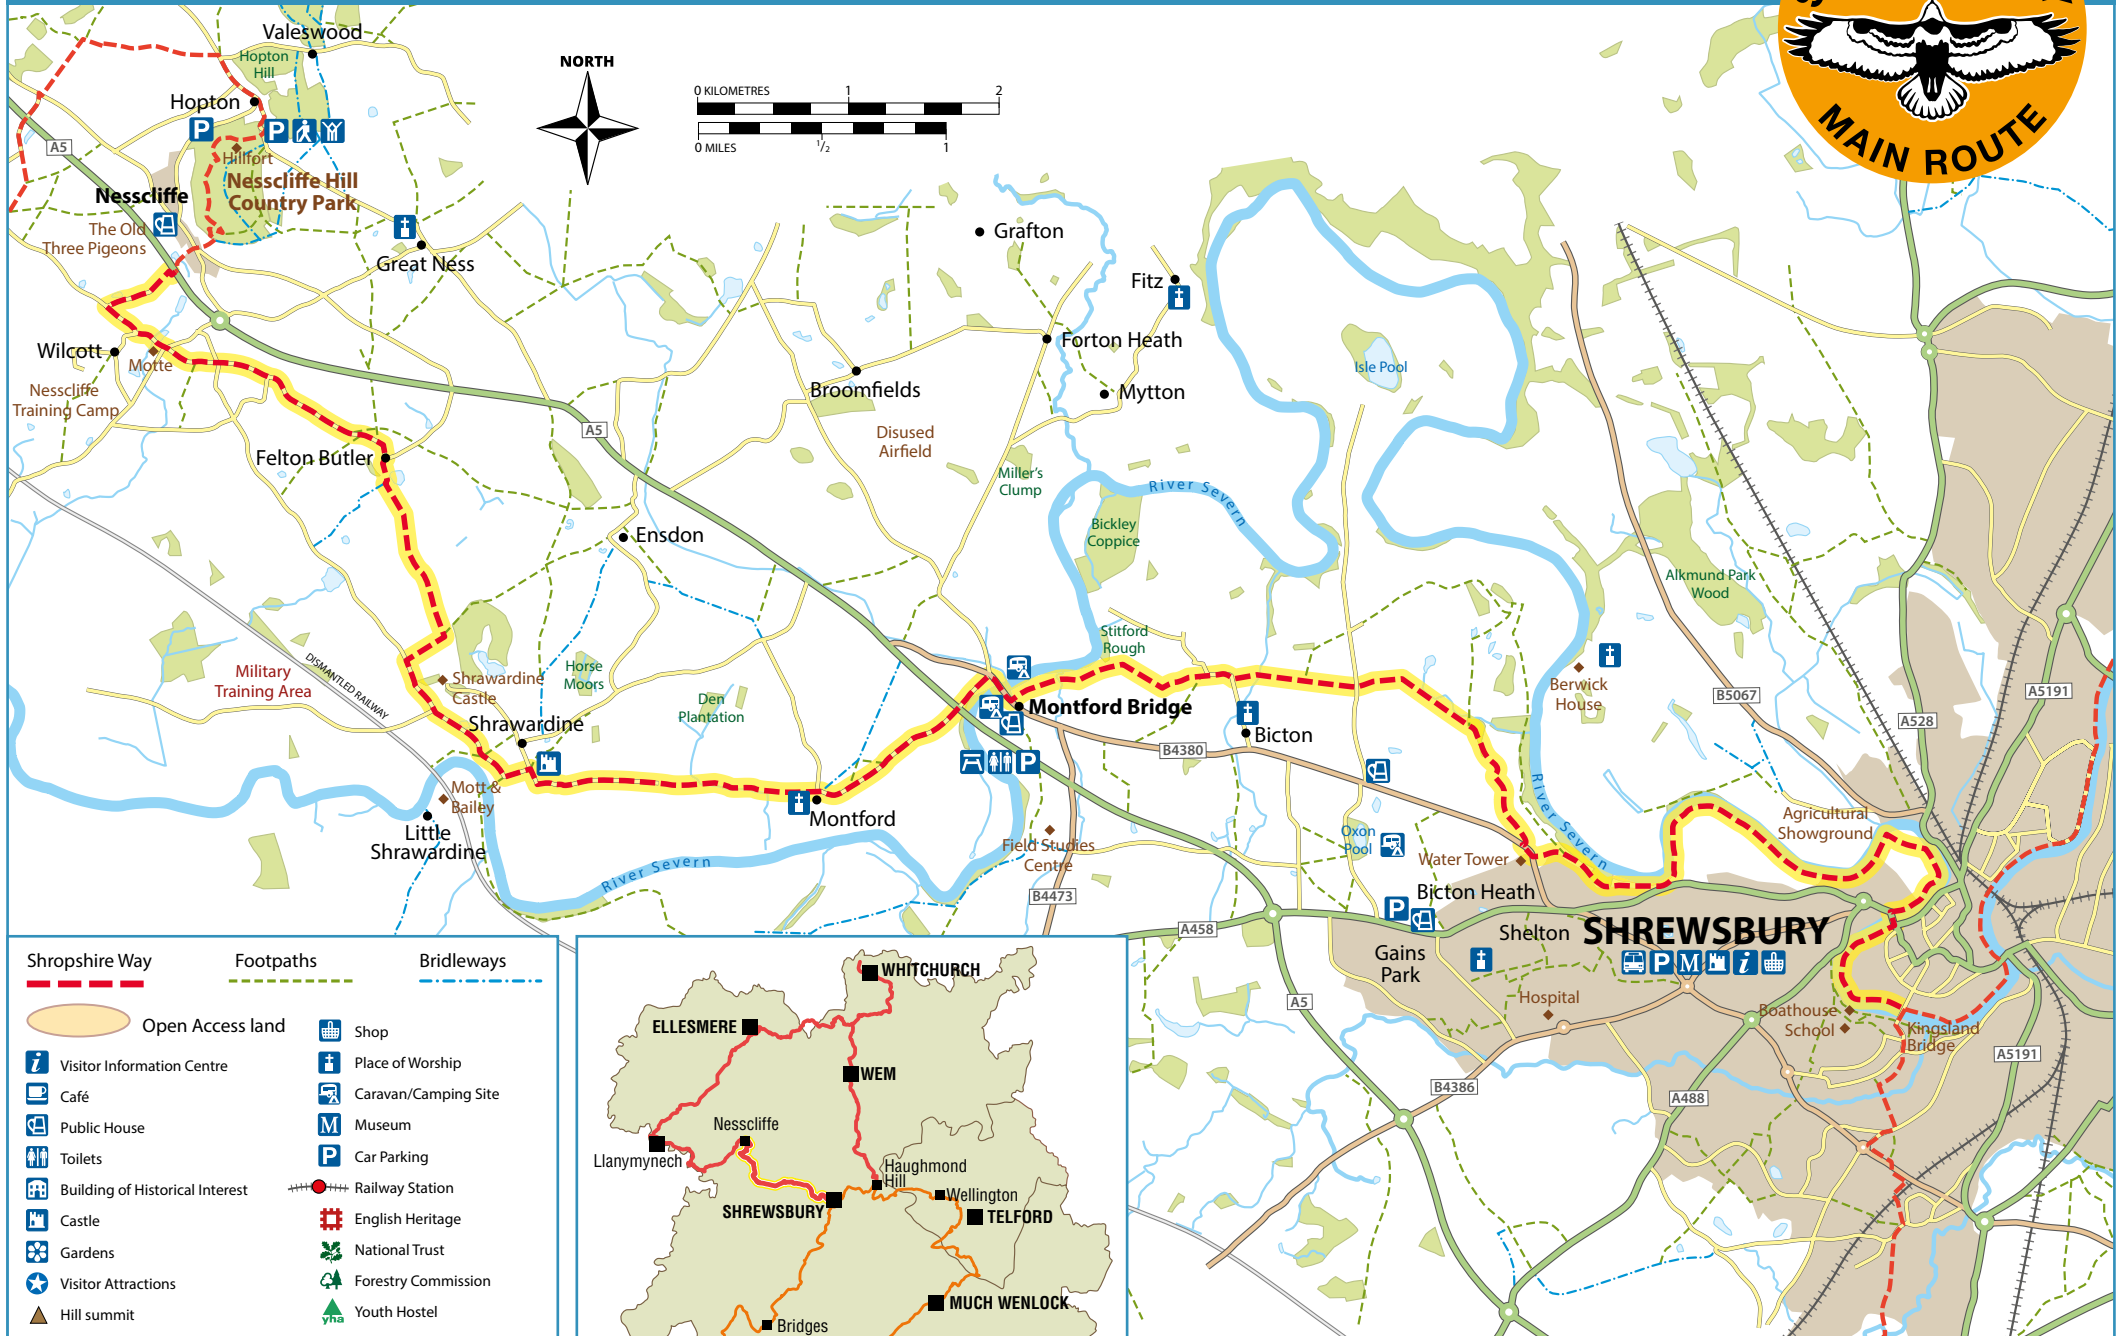 MAIN ROUTE
NORTH
0 KILOMETRES
1
2
0 MILES
1/2
1
Valeswood
Hopton
Hill
Hopton
P
P
A5
Hillfort
Nesscliffe Hill
Country Park
Nesscliffe
The Old
Three Pigeons
Great Ness
Grafton
Fitz
Wilcott
Motte
Nesscliffe
Training Camp
Forton Heath
Isle Pool
Broomfields
Mytton
A5
Disused
Airfield
Felton Butler
Miller's
Clump
River Severn
Bickley
Coppice
Ensdon
Alkmund Park
Wood
Stitford
Rough
Military
Training Area
DISMANTLED RAILWAY
Shrawardine
Castle
Horse
Moors
Den
Plantation
Berwick
House
B5067
A5191
A528
Shrawardine
Montford Bridge
Bicton
B4380
P
Mott &
Bailey
Little
Shrawardine
Montford
River Severn
River Severn
Agricultural
Showground
Field Studies
Centre
Oxon
Pool
Water Tower
B4473
P
Bicton Heath
A458
Shelton
SHREWSBURY
P
M
i
Gains
Park
A5
Hospital
Boathouse
School
Kingsland
Bridge
A5191
B4386
A488
Shropshire Way
Footpaths
Bridleways
Open Access land
Shop
i
Visitor Information Centre
Place of Worship
Café
Caravan/Camping Site
Public House
M
Museum
Toilets
P
Car Parking
Building of Historical Interest
Railway Station
Castle
English Heritage
Gardens
National Trust
Visitor Attractions
Forestry Commission
Hill summit
yha
Youth Hostel
WHITCHURCH
ELLESMERE
WEM
Nesscliffe
Llanymynech
Haughmond
Hill
Wellington
SHREWSBURY
TELFORD
MUCH WENLOCK
Bridges